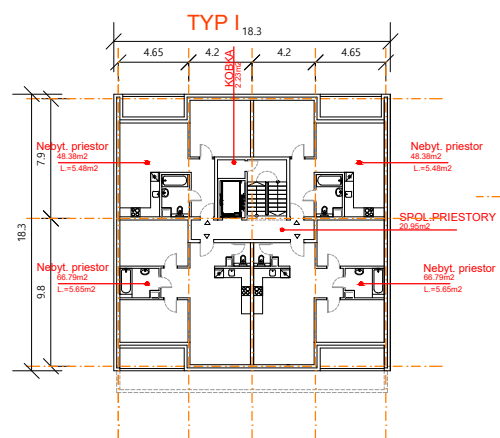 TYP I
18.3
4.65
4.2
4.2
4.65
KOBKA
2.23m2
7.9
18.3
9.8
Nebyt. priestor
48.38m2
L.=5.48m2
Nebyt. priestor
48.38m2
L.=5.48m2
SPOL.PRIESTORY
20.95m2
Nebyt. priestor
66.79m2
L.=5.65m2
Nebyt. priestor
66.79m2
L.=5.65m2